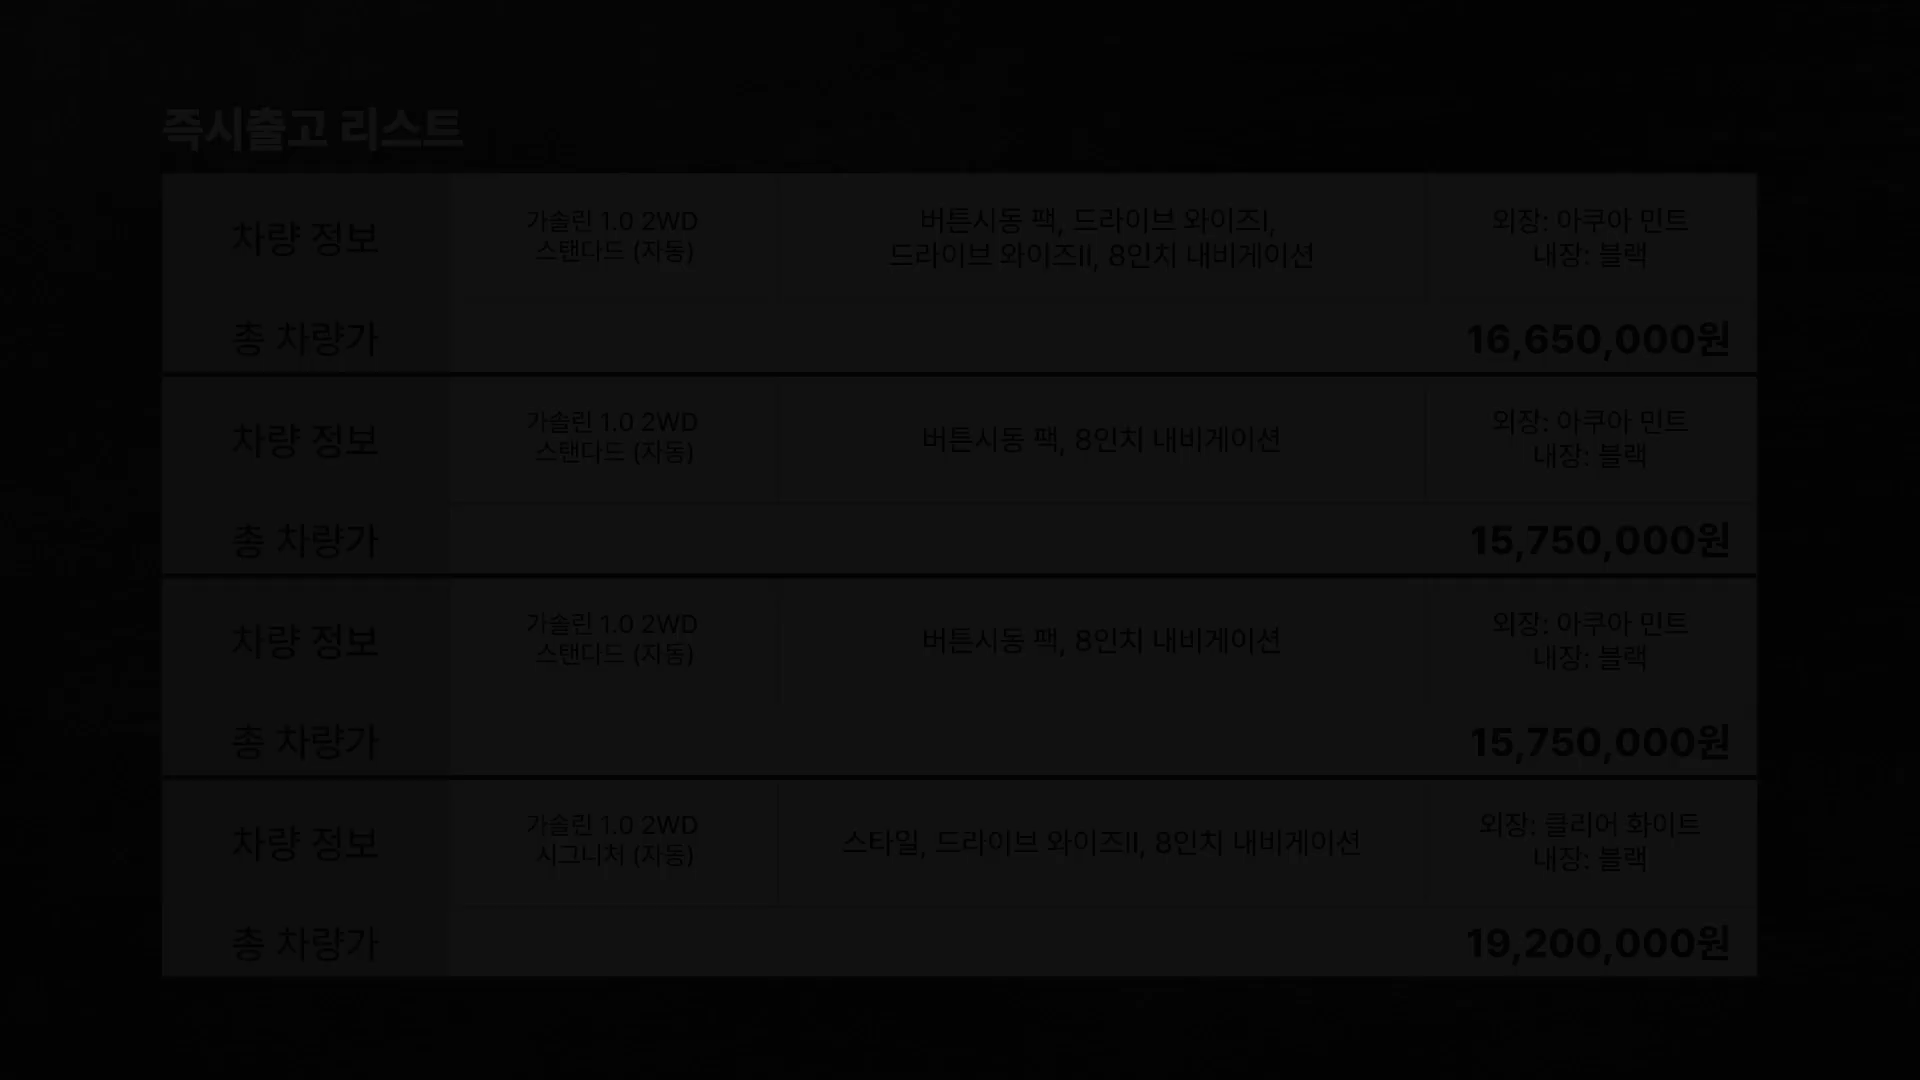 즉시출고 리스트
차량 정보
가솔린 1.0 2WD
스탠다드 (자동)
버튼시동 팩, 드라이브 와이즈I,
드라이브 와이즈II, 8인치 내비게이션
외장: 아쿠아 민트
내장: 블랙
총 차량가
16,650,000원
차량 정보
가솔린 1.0 2WD
스탠다드 (자동)
버튼시동 팩, 8인치 내비게이션
외장: 아쿠아 민트
내장: 블랙
총 차량가
15,750,000원
차량 정보
가솔린 1.0 2WD
스탠다드 (자동)
버튼시동 팩, 8인치 내비게이션
외장: 아쿠아 민트
내장: 블랙
총 차량가
15,750,000원
차량 정보
가솔린 1.0 2WD
시그니처 (자동)
스타일, 드라이브 와이즈II, 8인치 내비게이션
외장: 클리어 화이트
내장: 블랙
총 차량가
19,200,000원